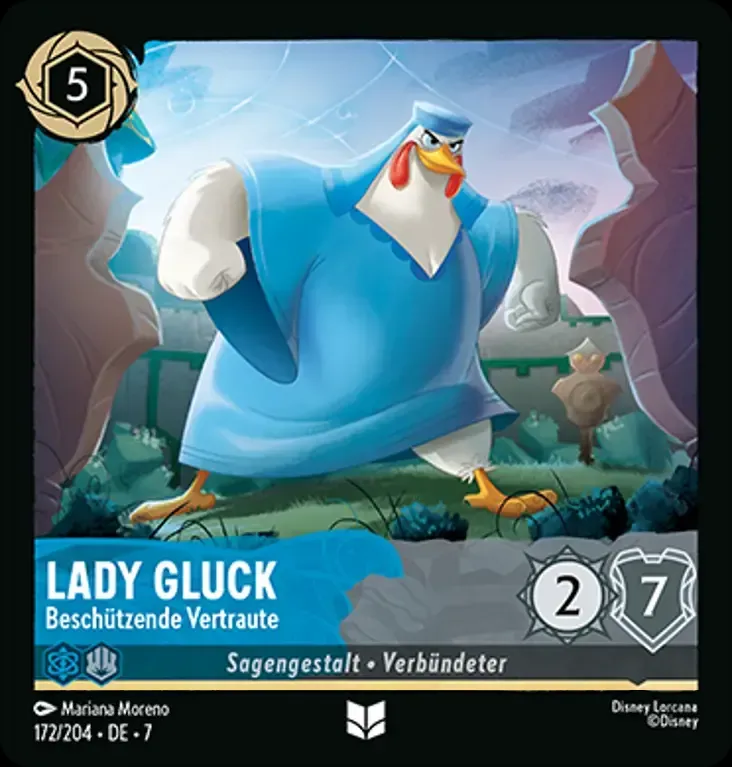 5
LADY GLUCK
Beschützende Vertraute
2
7
Sagengestalt • Verbündeter
Mariana Moreno
172/204 • DE • 7
Disney Lorcana
©Disney